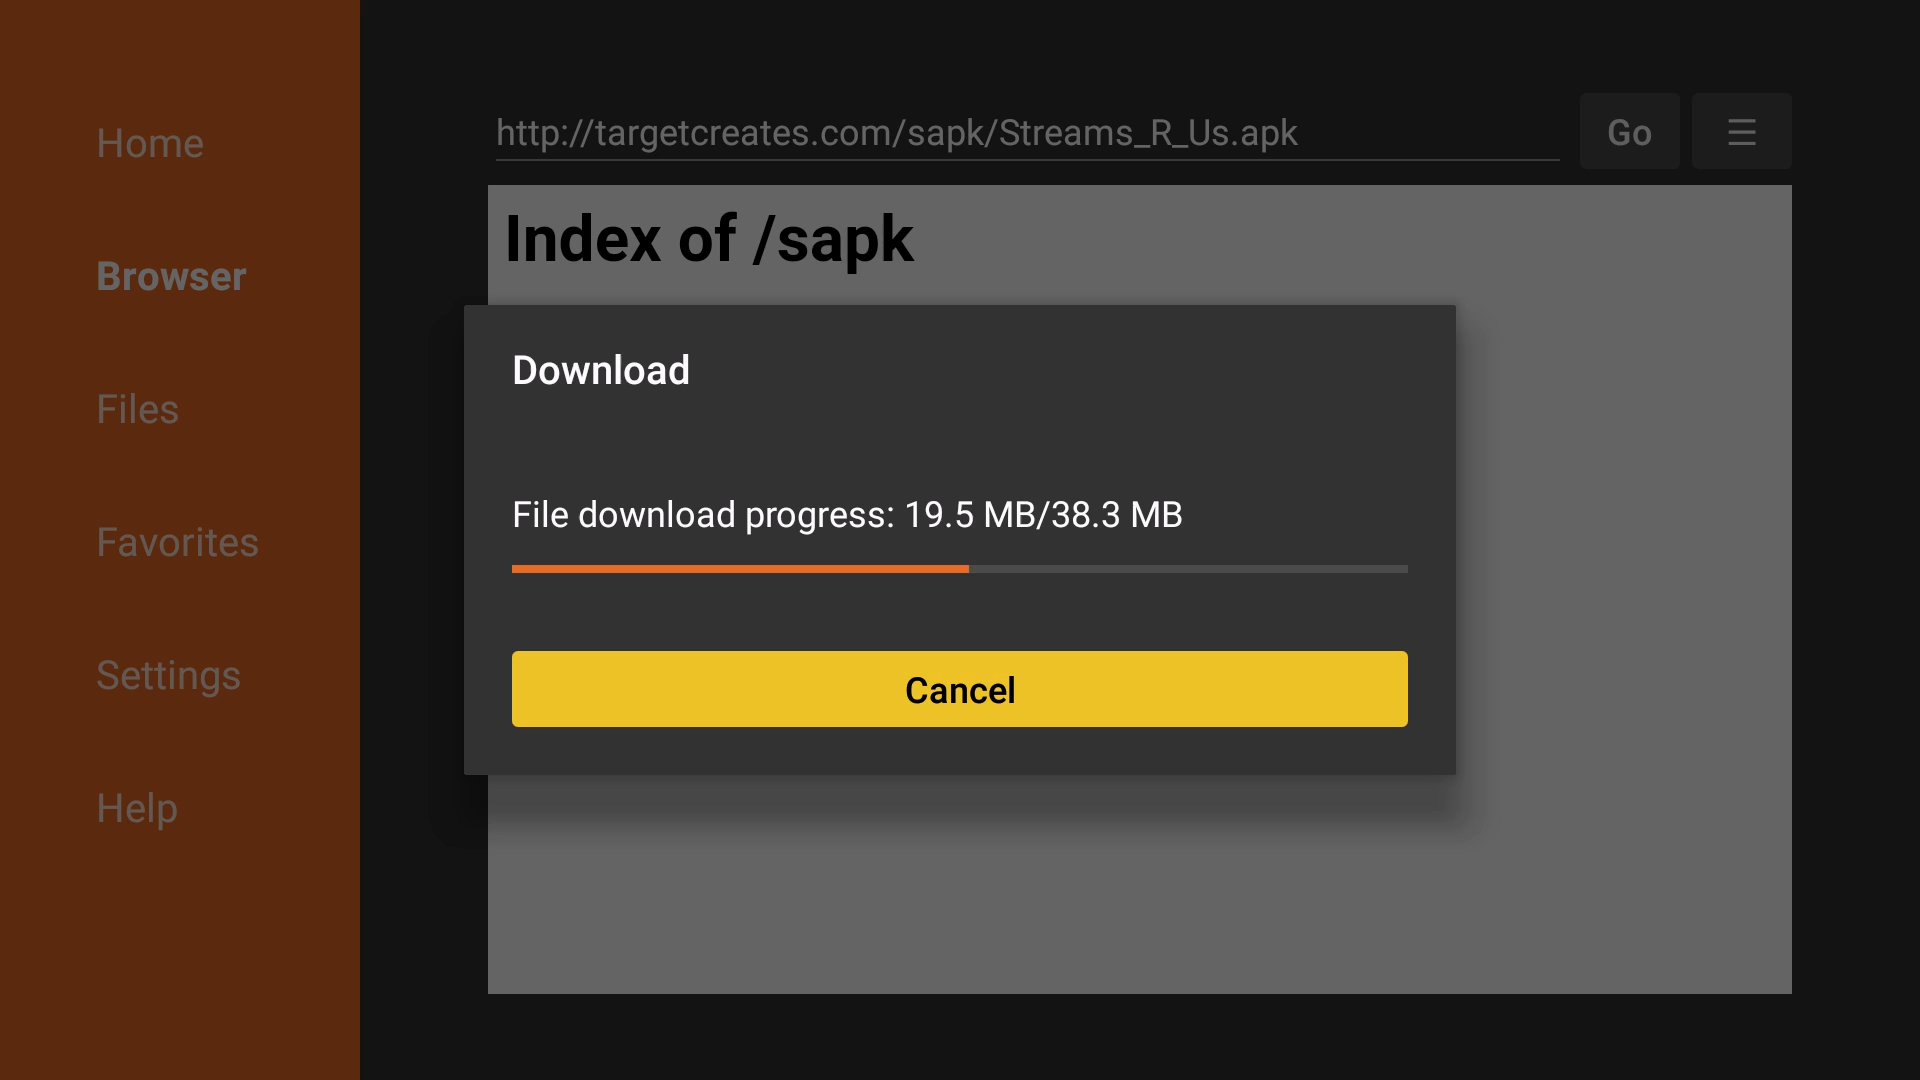 Home
Browser
Files
Favorites
Settings
Help
http://targetcreates.com/sapk/Streams_R_Us.apk
Go
Index of /sapk
Download
File download progress: 19.5 MB/38.3 MB
Cancel